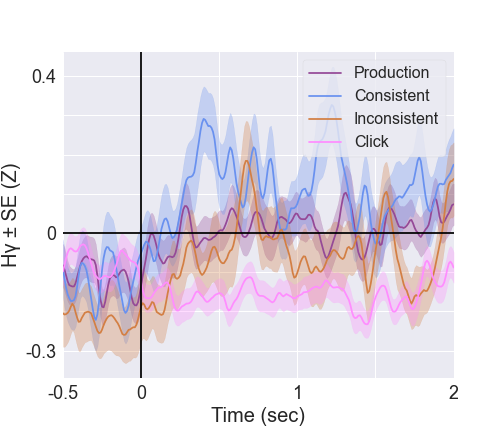 Production
Consistent
Inconsistent
Click
Hγ ± SE (Z)
0.4
0
-0.3
-0.5
0
1
2
Time (sec)